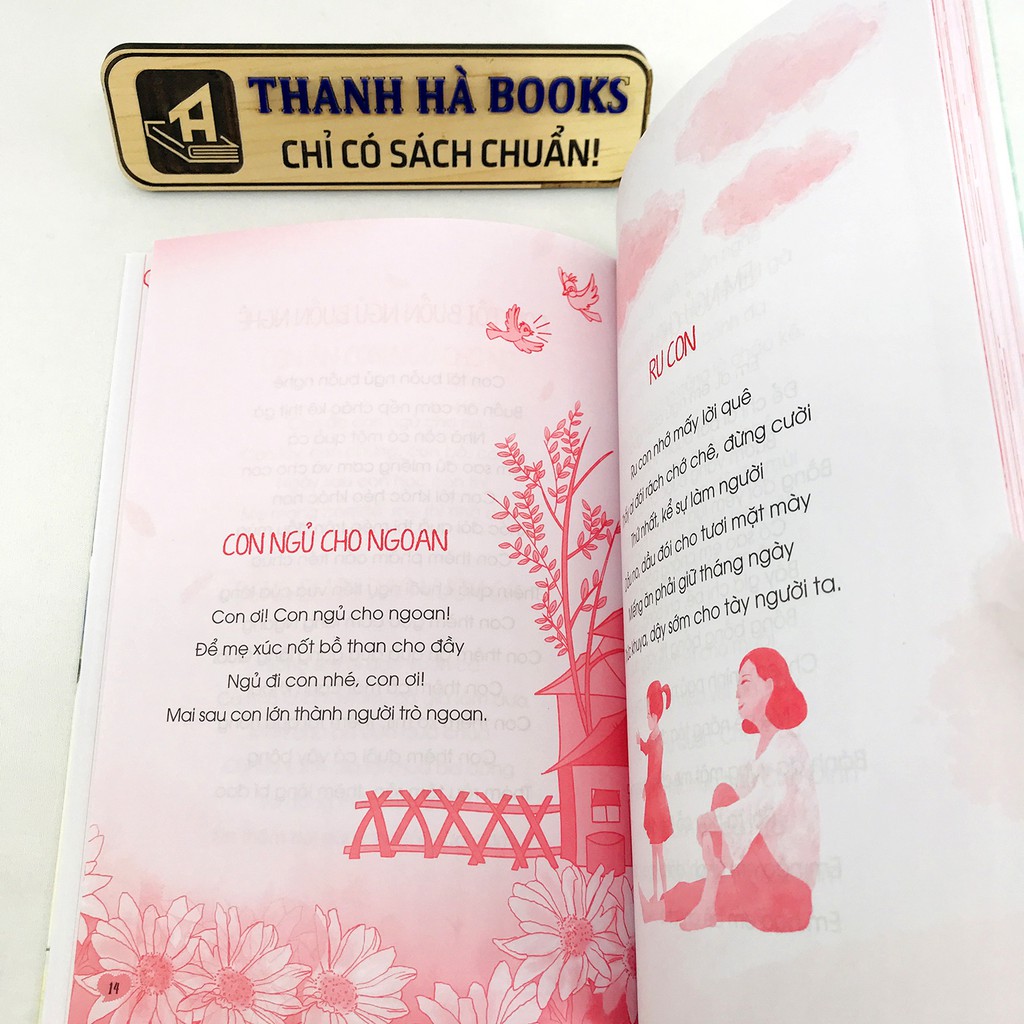 THANH HÀ BOOKS
CHỈ CÓ SÁCH CHUẨN!
CON NGỦ CHO NGOAN
Con ơi! Con ngủ cho ngoan!
Để mẹ xúc nốt bồ than cho đầy
Ngủ đi con nhé, con ơi!
Mai sau con lớn thành người trò ngoan.
14
RU CON
Ru con nhớ mấy lời quê
ai đói rách chớ chê, đừng cười
Thứ nhất, kể sự làm người
no, dầu đói cho tươi mặt mày
Miếng ăn phải giữ tháng ngày
khuya, dậy sớm cho tày người ta.